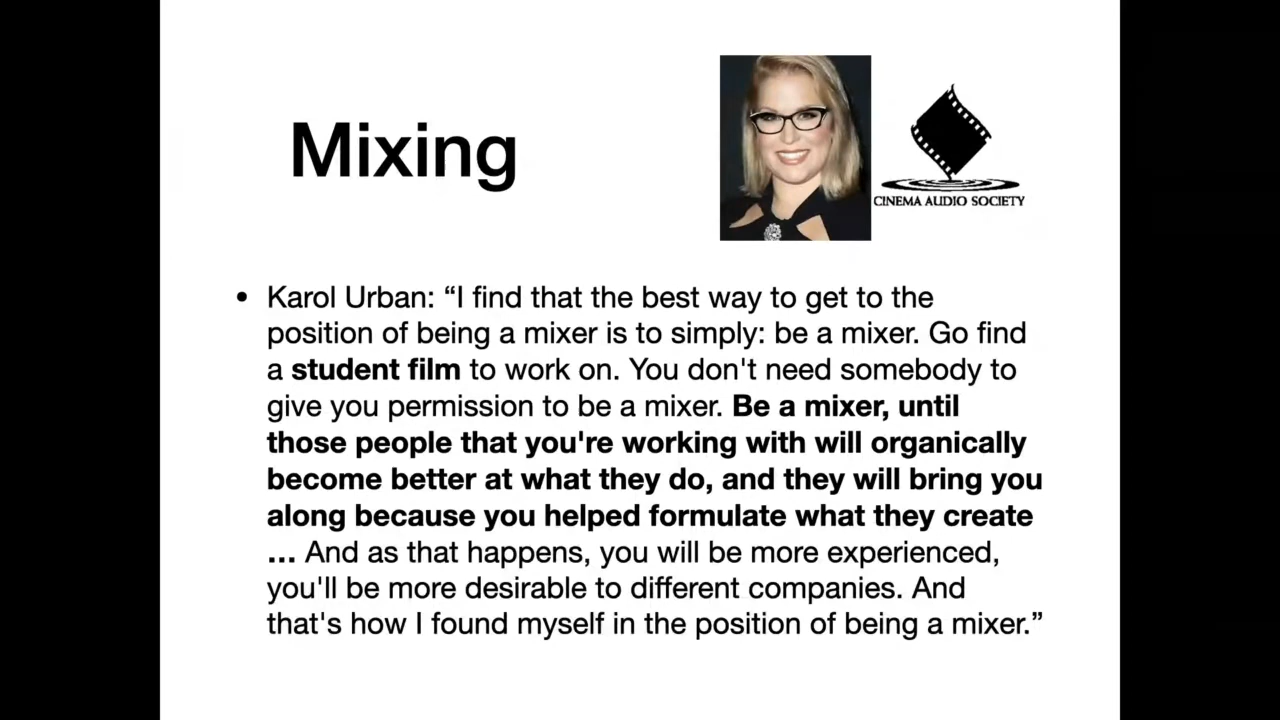 Mixing
CINEMA AUDIO SOCIETY
• Karol Urban: “I find that the best way to get to the
position of being a mixer is to simply: be a mixer. Go find
a student film to work on. You don't need somebody to
give you permission to be a mixer. Be a mixer, until
those people that you're working with will organically
become better at what they do, and they will bring you
along because you helped formulate what they create
... And as that happens, you will be more experienced,
you'll be more desirable to different companies. And
that's how I found myself in the position of being a mixer.”